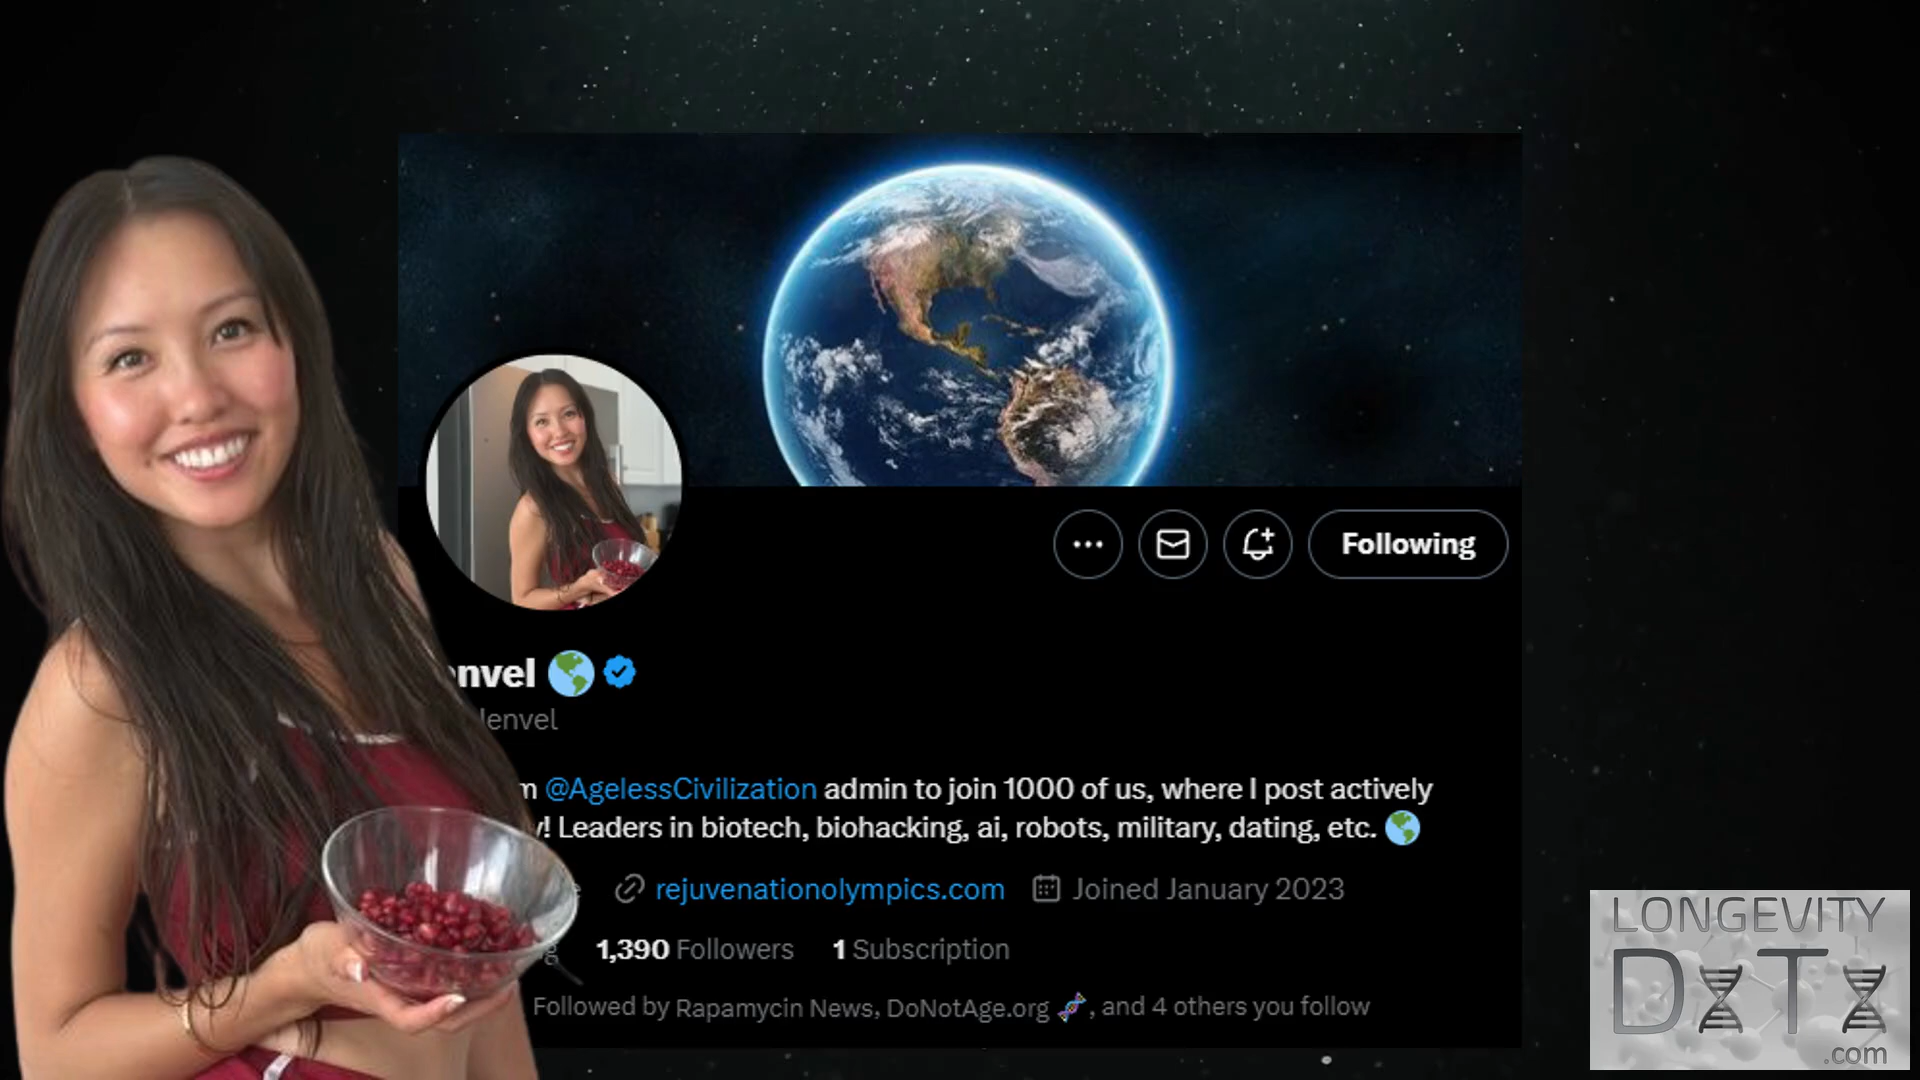 Following
lenvel
@AgelessCivilization admin to join 1000 of us, where I post actively
Leaders in biotech, biohacking, ai, robots, military, dating, etc.
rejuvenationolympics.com Joined January 2023
1,390 Followers 1 Subscription
Followed by Rapamycin News, DoNotAge.org, and 4 others you follow
LONGEVITY
DATA
.com